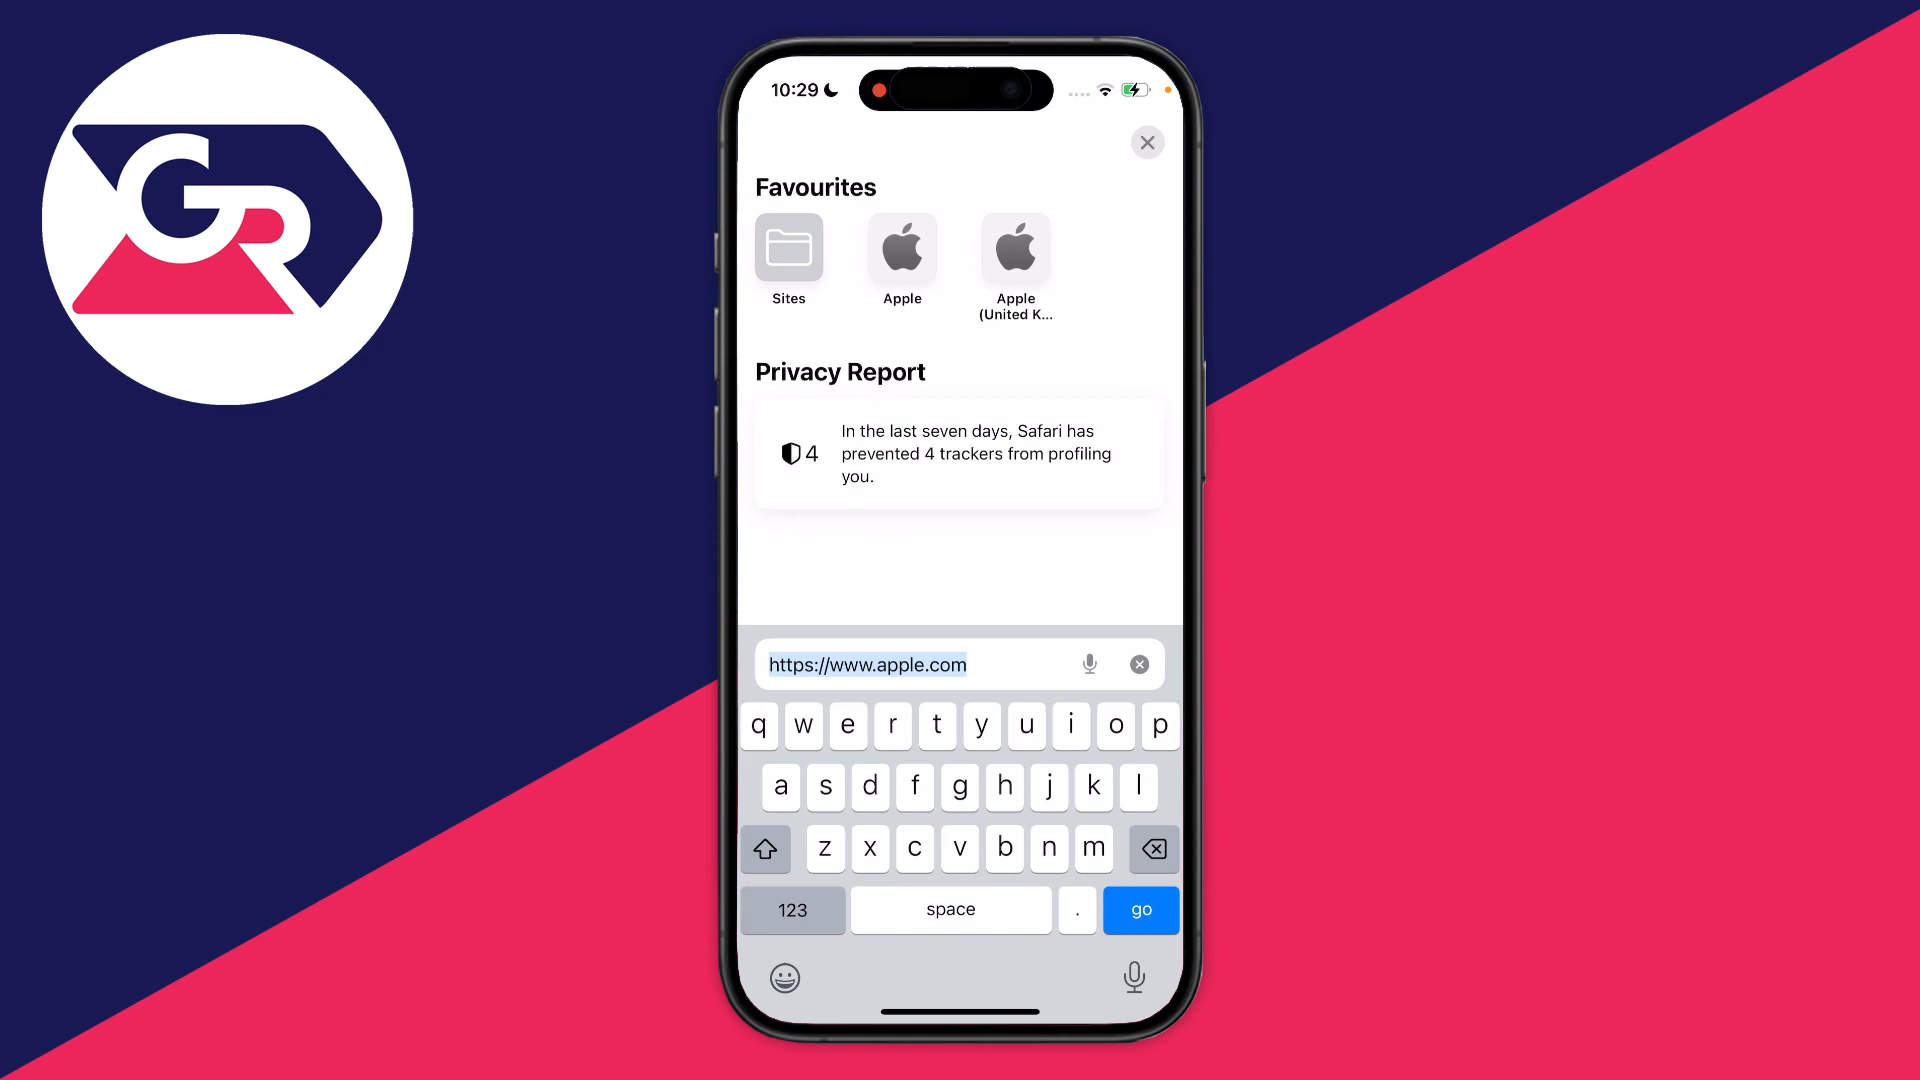 GR
10:29
Favourites
Sites
Apple
Apple
(United K...
Privacy Report
4
In the last seven days, Safari has
prevented 4 trackers from profiling
you.
https://www.apple.com
q w e r t y u i o p
a s d f g h j k l
z x c v b n m
123 space . go